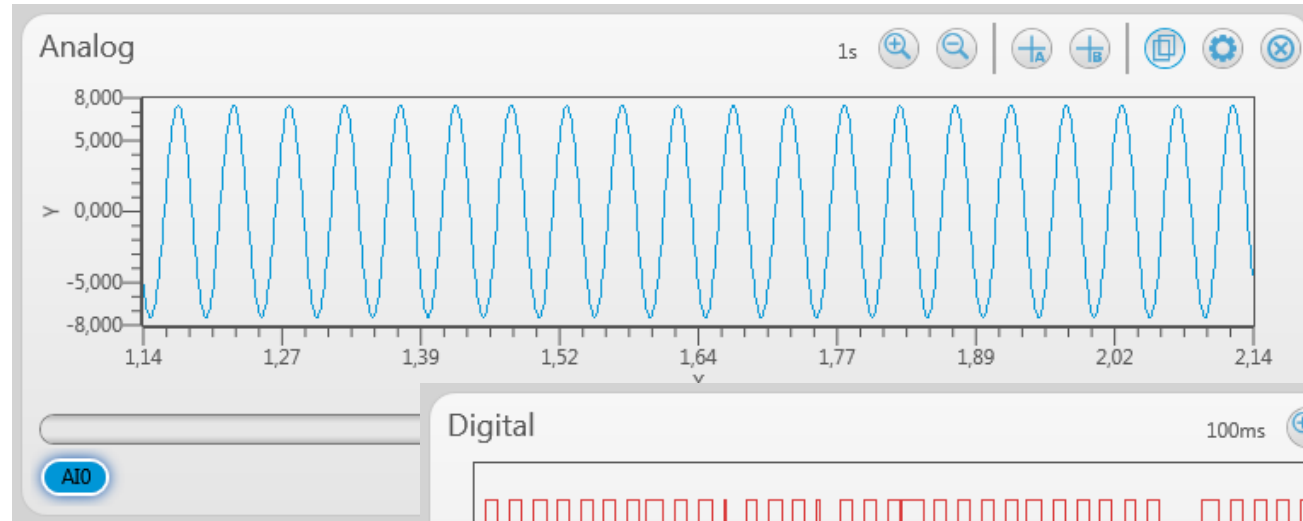 Analog
1s
A
B
8,000
5,000
0,000
-5,000
-8,000
Y
1,14 1,27 1,39 1,52 1,64 1,77 1,89 2,02 2,14
X
AI0
Digital
100ms